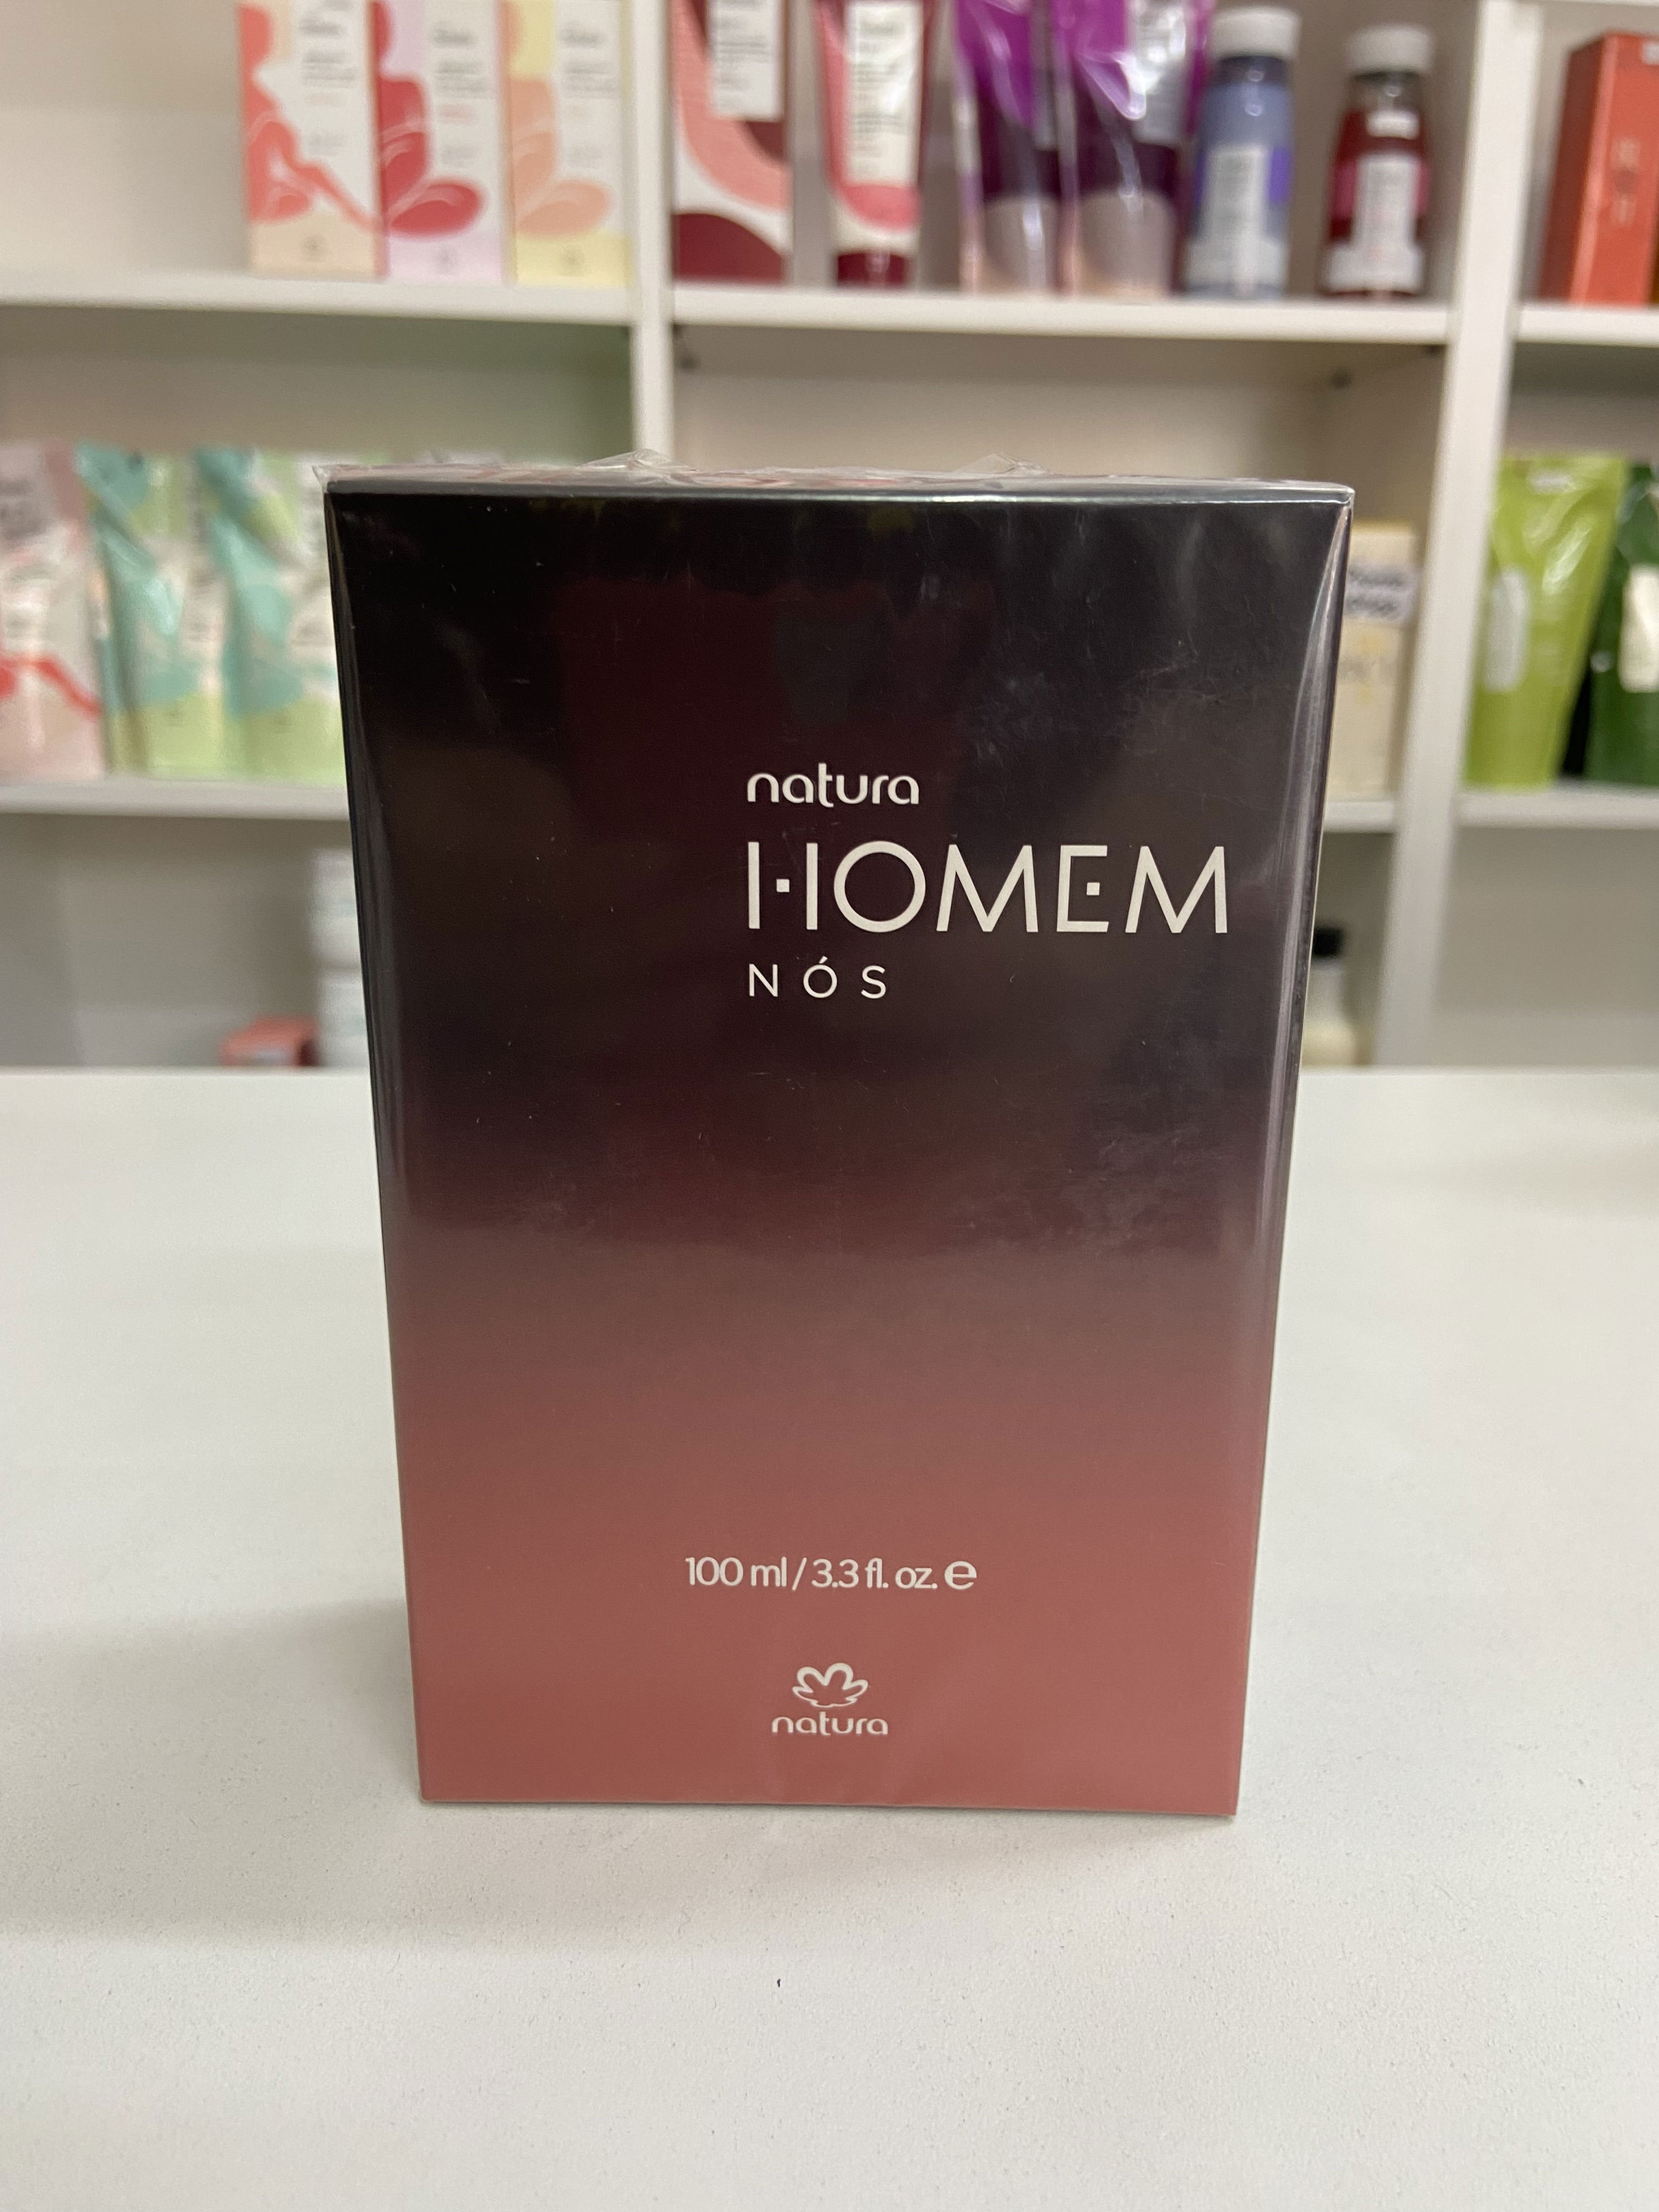 natura
HOMEM
NÓS
100 ml / 3.3 fl. oz. e
natura